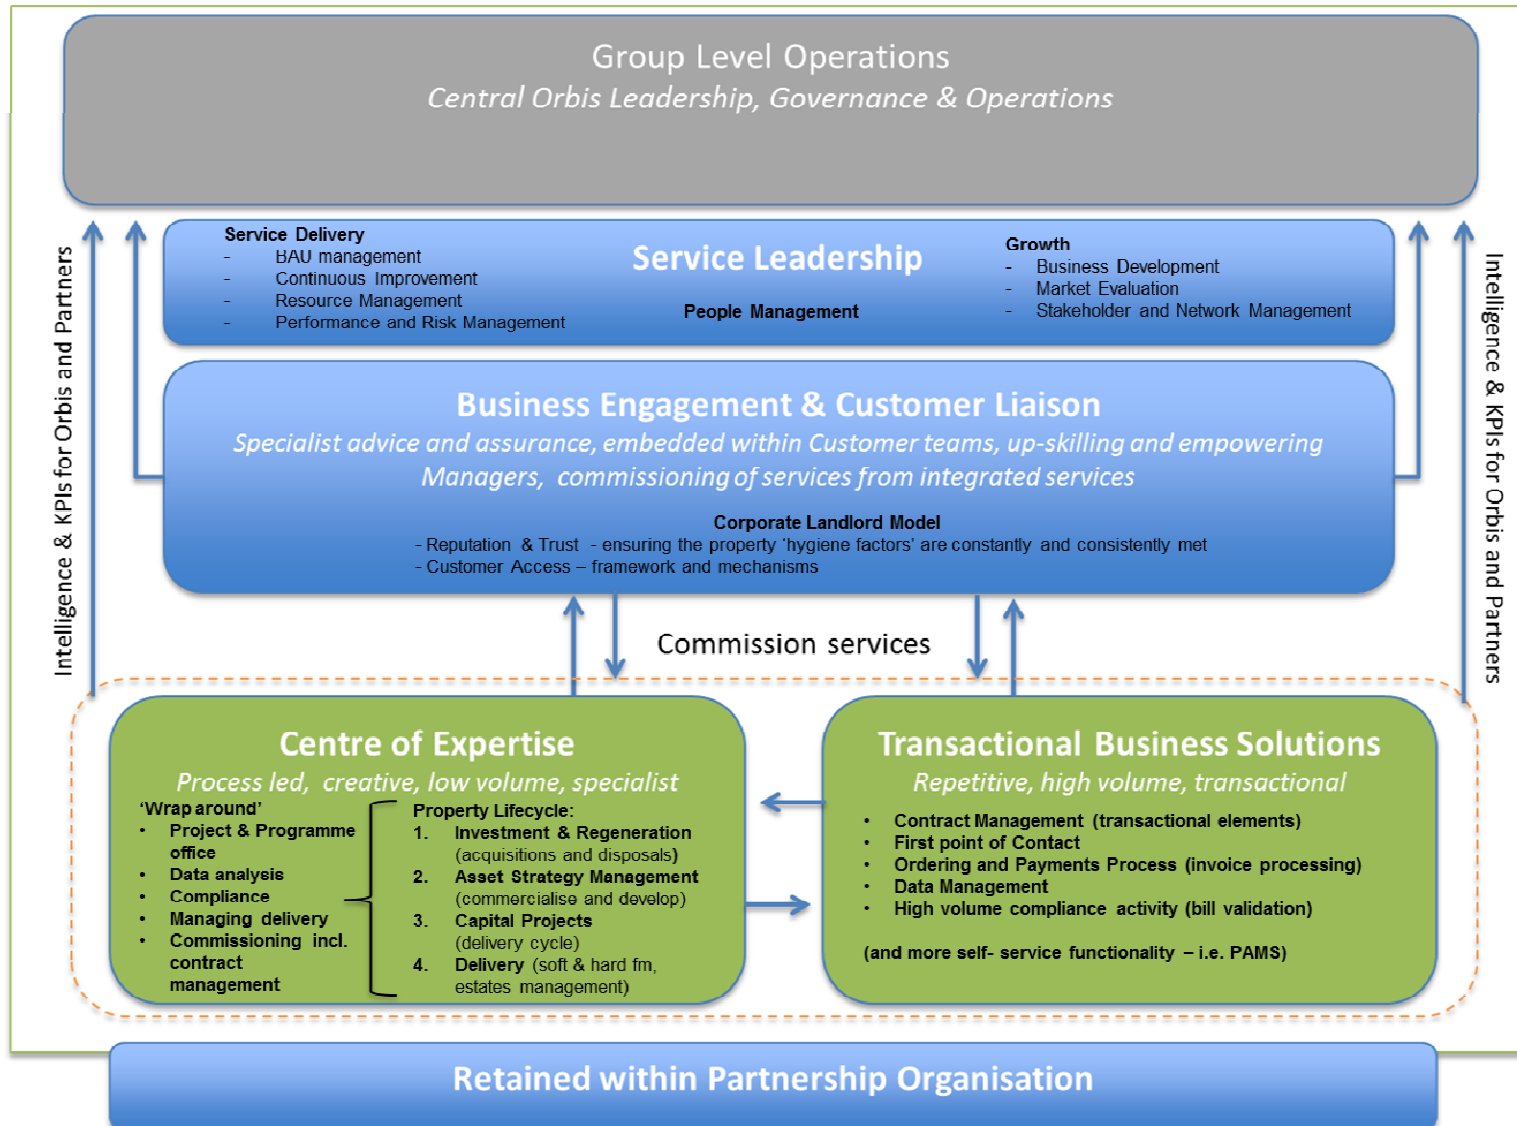 Group Level Operations
Central Orbis Leadership, Governance & Operations
Intelligence & KPIs for Orbis and Partners
Service Delivery
- BAU management
- Continuous Improvement
- Resource Management
- Performance and Risk Management
Service Leadership
People Management
Growth
- Business Development
- Market Evaluation
- Stakeholder and Network Management
Intelligence & KPIs for Orbis and Partners
Business Engagement & Customer Liaison
Specialist advice and assurance, embedded within Customer teams, up-skilling and empowering
Managers, commissioning of services from integrated services
Corporate Landlord Model
- Reputation & Trust - ensuring the property ‘hygiene factors’ are constantly and consistently met
- Customer Access – framework and mechanisms
Commission services
Centre of Expertise
Process led, creative, low volume, specialist
‘Wrap around’
• Project & Programme
office
• Data analysis
• Compliance
• Managing delivery
• Commissioning incl.
contract
management
Property Lifecycle:
1. Investment & Regeneration
(acquisitions and disposals)
2. Asset Strategy Management
(commercialise and develop)
3. Capital Projects
(delivery cycle)
4. Delivery (soft & hard fm,
estates management)
Transactional Business Solutions
Repetitive, high volume, transactional
• Contract Management (transactional elements)
• First point of Contact
• Ordering and Payments Process (invoice processing)
• Data Management
• High volume compliance activity (bill validation)
(and more self- service functionality – i.e. PAMS)
Retained within Partnership Organisation